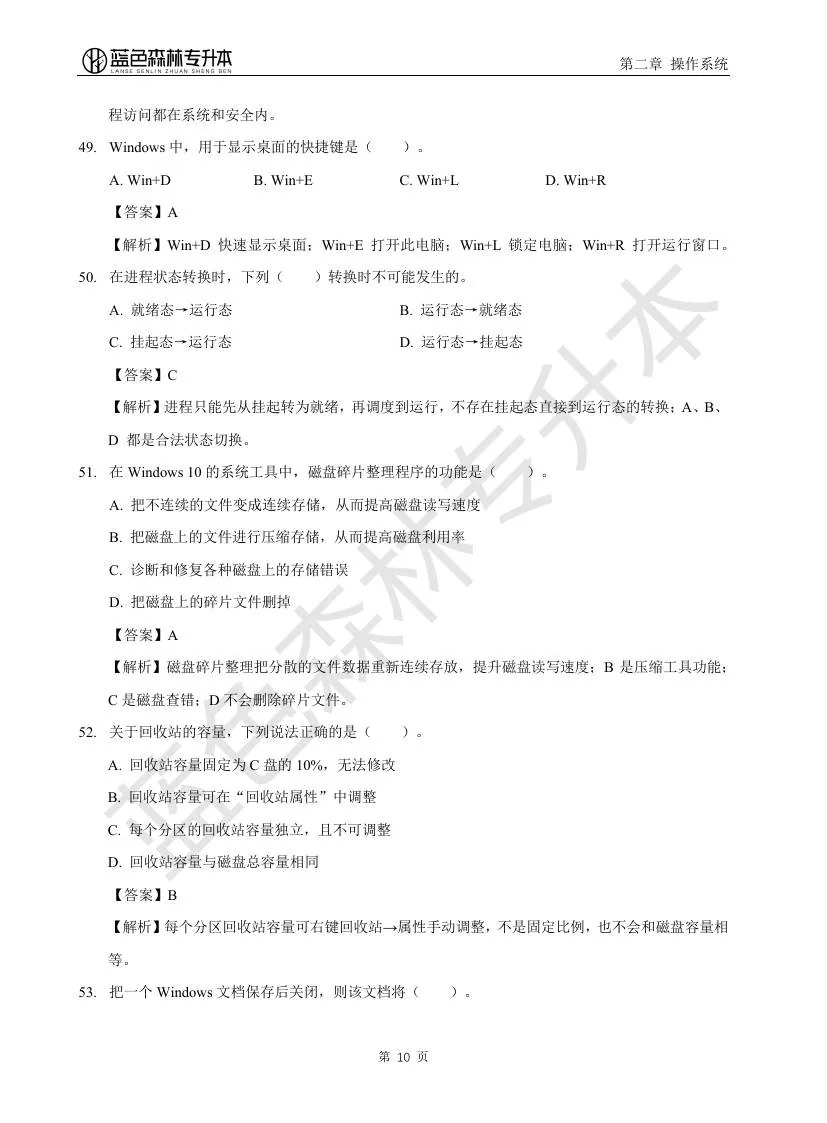 蓝色森林专升本
LANSE SENLIN ZHUAN SHENG BEN
第二章 操作系统
程访问都在系统和安全内。
49. Windows 中，用于显示桌面的快捷键是（　　）。
A. Win+D B. Win+E C. Win+L D. Win+R
【答案】A
【解析】Win+D 快速显示桌面；Win+E 打开此电脑；Win+L 锁定电脑；Win+R 打开运行窗口。
50. 在进程状态转换时，下列（　　）转换时不可能发生的。
A. 就绪态→运行态 B. 运行态→就绪态
C. 挂起态→运行态 D. 运行态→挂起态
【答案】C
【解析】进程只能先从挂起转为就绪，再调度到运行，不存在挂起态直接到运行态的转换；A、B、
D 都是合法状态切换。
51. 在 Windows 10 的系统工具中，磁盘碎片整理程序的功能是（　　）。
A. 把不连续的文件变成连续存储，从而提高磁盘读写速度
B. 把磁盘上的文件进行压缩存储，从而提高磁盘利用率
C. 诊断和修复各种磁盘上的存储错误
D. 把磁盘上的碎片文件删掉
【答案】A
【解析】磁盘碎片整理把分散的文件数据重新连续存放，提升磁盘读写速度；B 是压缩工具功能；
C 是磁盘查错；D 不会删除碎片文件。
52. 关于回收站的容量，下列说法正确的是（　　）。
A. 回收站容量固定为 C 盘的 10%，无法修改
B. 回收站容量可在“回收站属性”中调整
C. 每个分区的回收站容量独立，且不可调整
D. 回收站容量与磁盘总容量相同
【答案】B
【解析】每个分区回收站容量可右键回收站→属性手动调整，不是固定比例，也不会和磁盘容量相
等。
53. 把一个 Windows 文档保存后关闭，则该文档将（　　）。
第 10 页
蓝色森林专升本